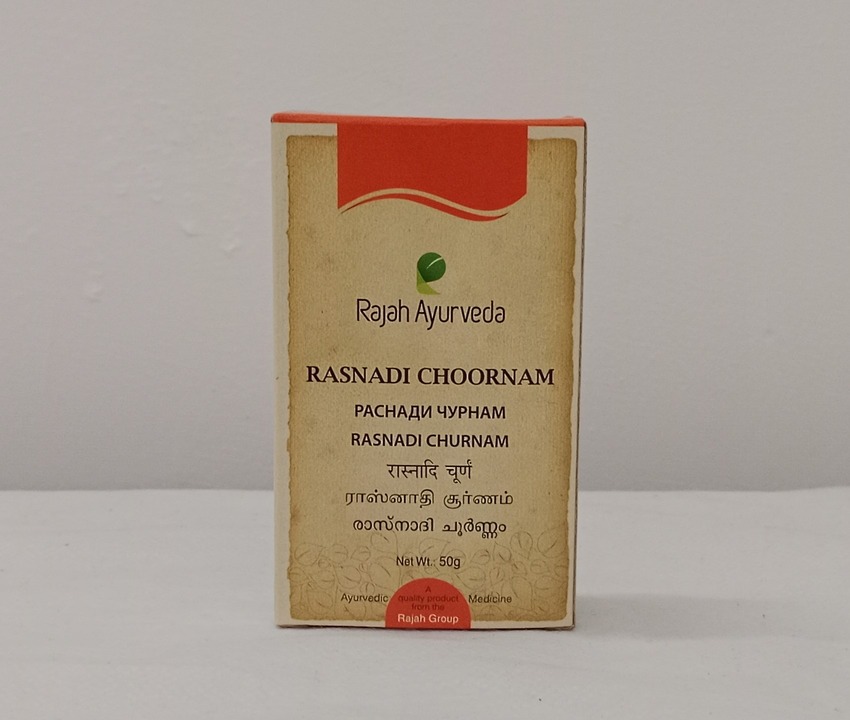 Rajah Ayurveda
RASNADI CHOORNAM
РАСНАДИ ЧУРНАМ
RASNADI CHURNAM
रास्नादि चूर्णं
ராஸ்னாதி சூர்ணம்
രാസ്നാദി ചൂർണ്ണം
Net Wt.: 50g
Ayurvedic Medicine
A
quality product
from the
Rajah Group